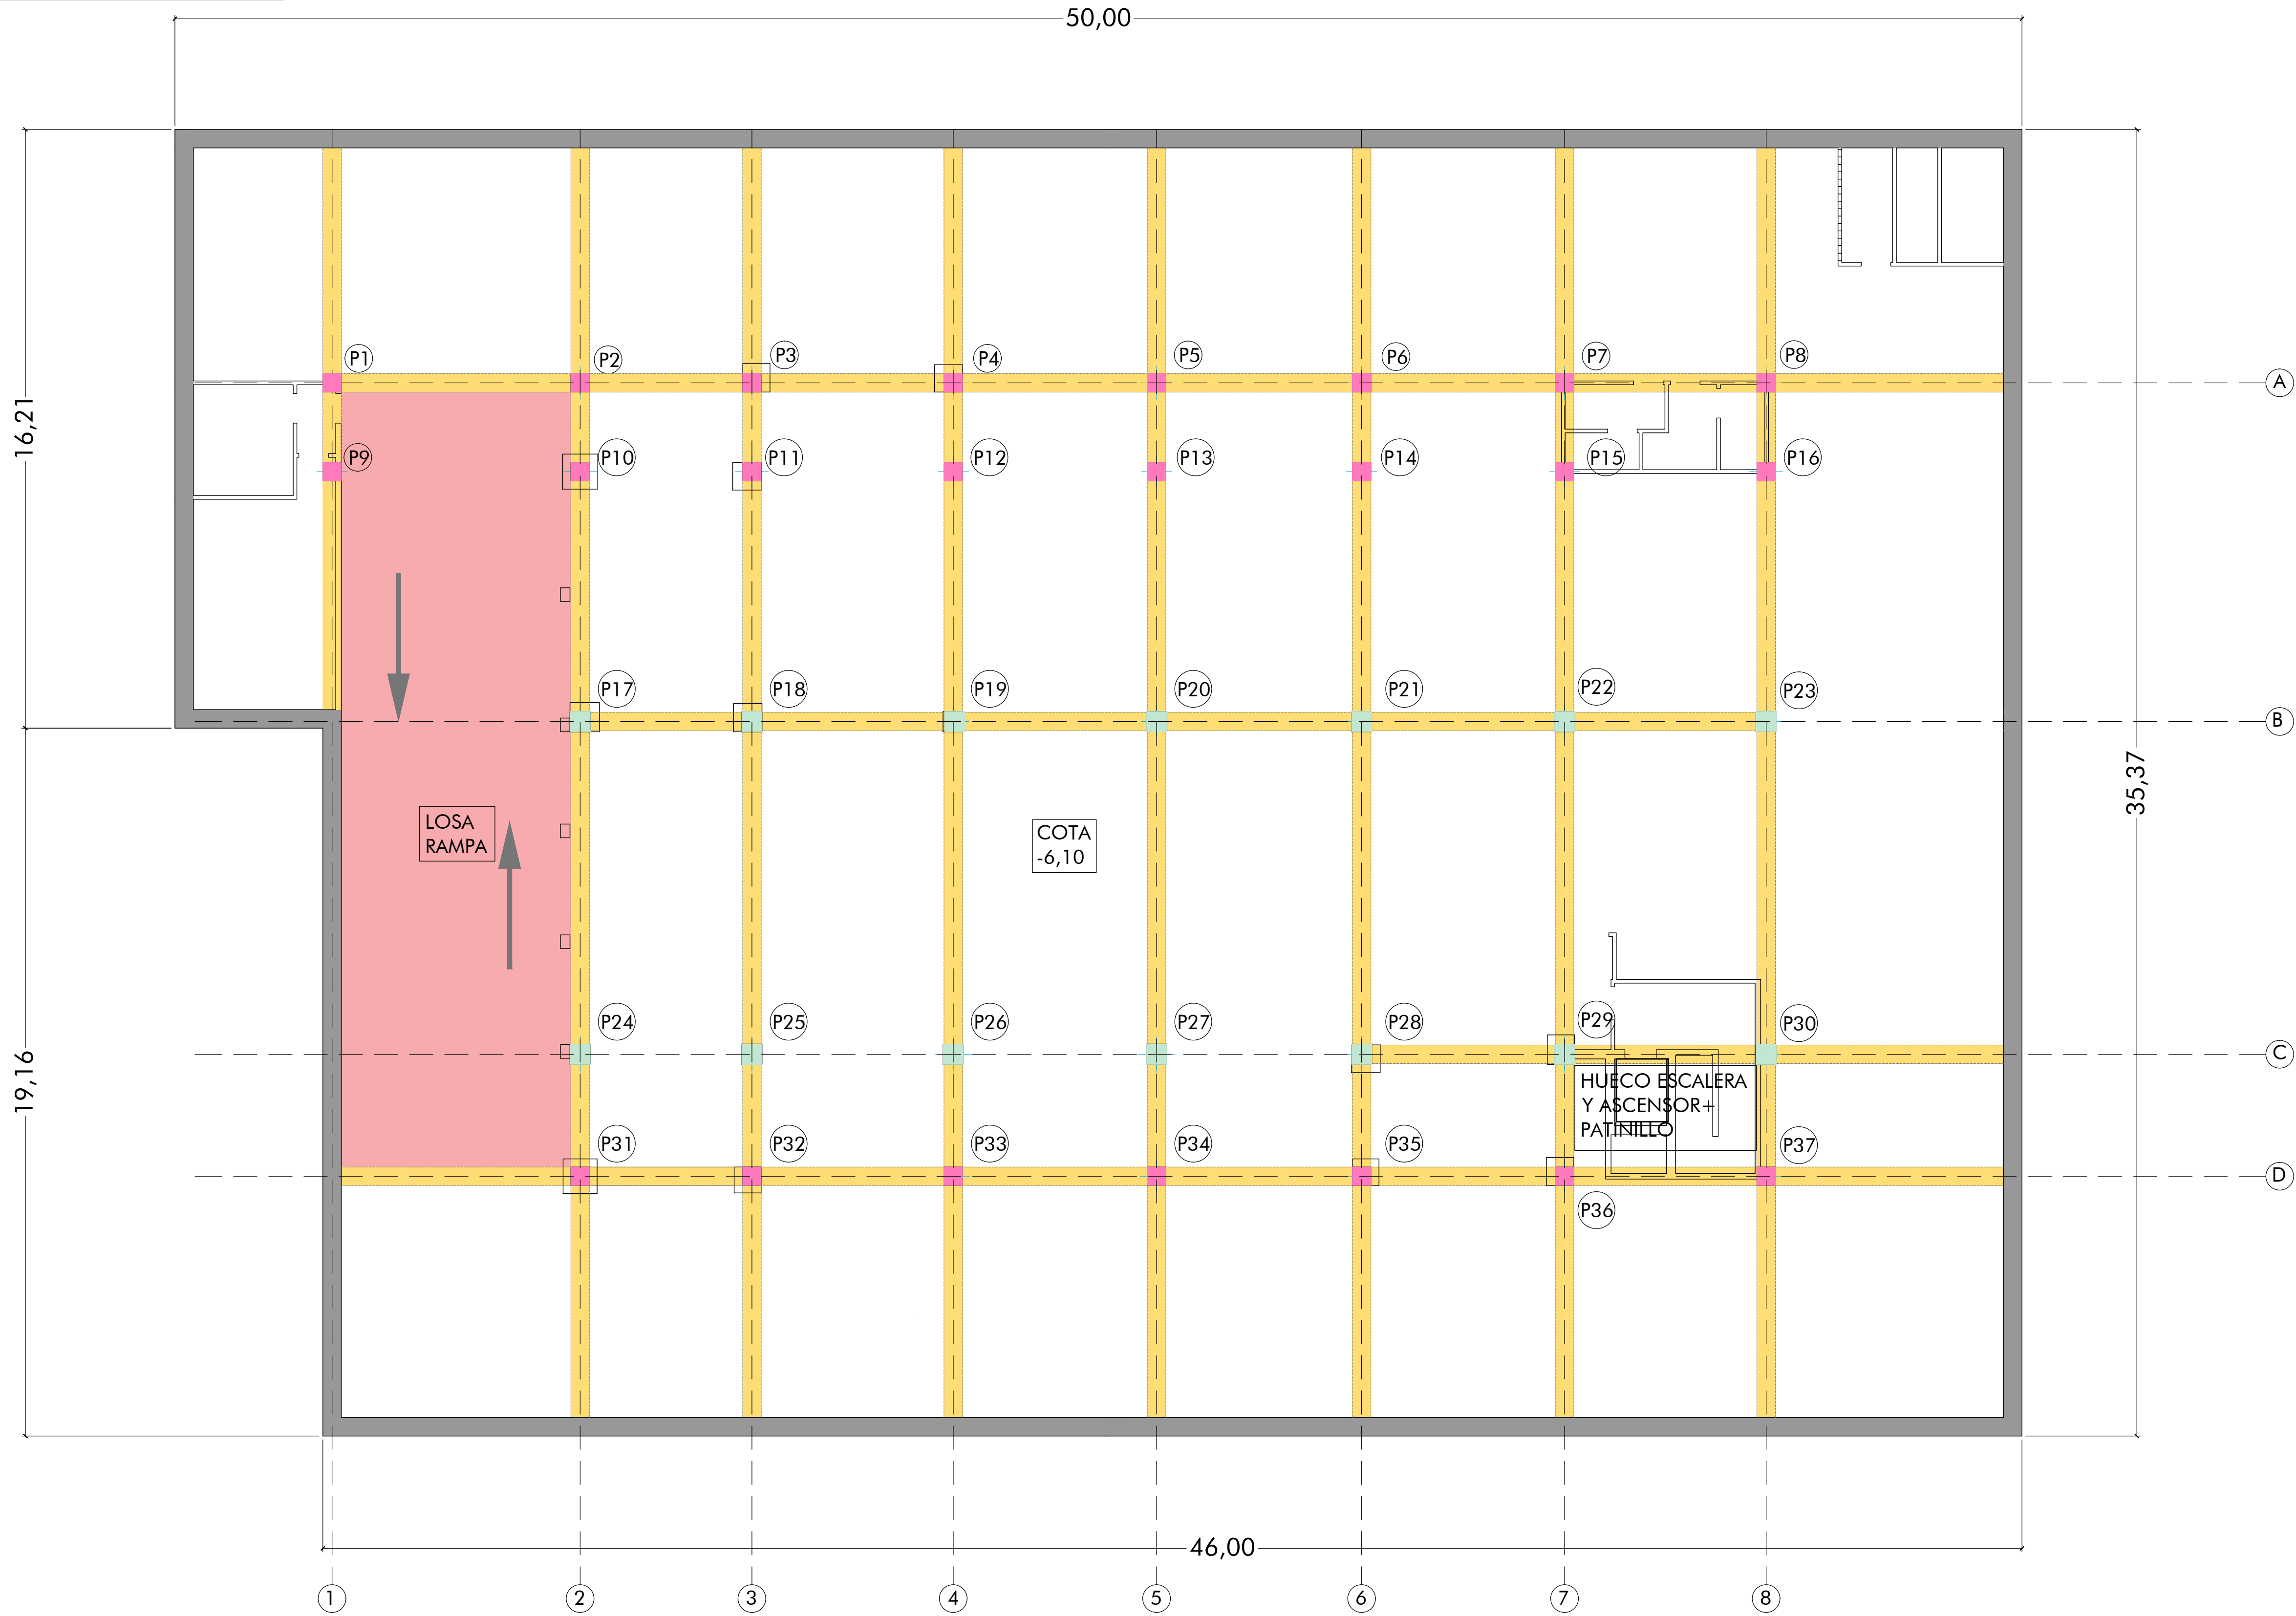 50,00
P1
P2
P3
P4
P5
P6
P7
P8
A
16,21
P9
P10
P11
P12
P13
P14
P15
P16
P17
P18
P19
P20
P21
P22
P23
B
35,37
LOSA
RAMPA
COTA
-6,10
19,16
P24
P25
P26
P27
P28
P29
P30
C
HUECO ESCALERA
Y ASCENSOR+
PATINILLO
P31
P32
P33
P34
P35
P37
D
P36
46,00
1
2
3
4
5
6
7
8